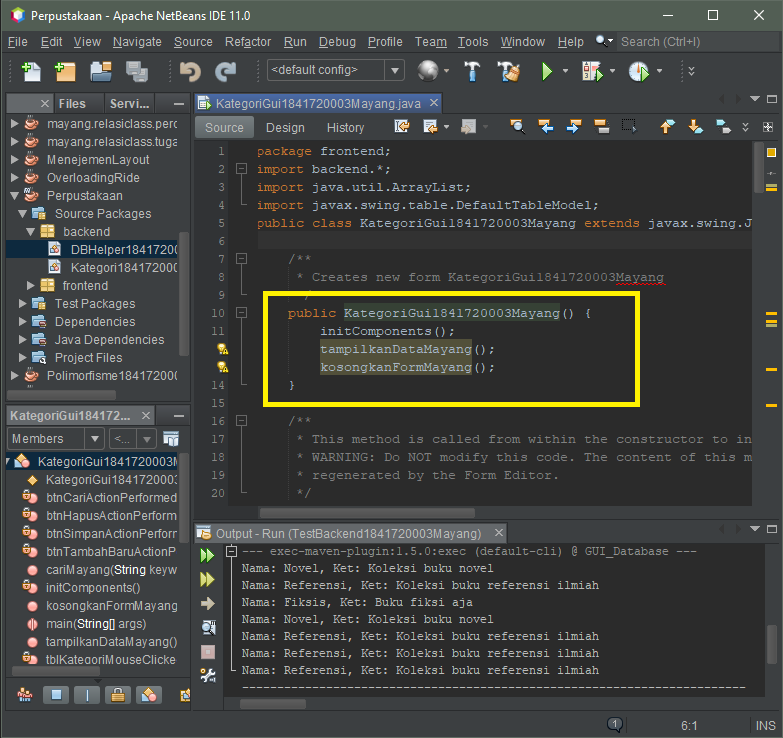 Perpustakaan - Apache NetBeans IDE 11.0
File Edit View Navigate Source Refactor Run Debug Profile Team Tools Window Help Search (Ctrl+I)
<default config>
Files Servi...
mayang.relasiclass.perc
mayang.relasiclass.tuga
MenejemenLayout
OverloadingRide
Perpustakaan
Source Packages
backend
DBHelper184172000
Kategori184172000
frontend
Test Packages
Dependencies
Java Dependencies
Project Files
Polimorfisme1841720003
KategoriGui1841720003Mayang.java
Source Design History
1 package frontend;
2 import backend.*;
3 import java.util.ArrayList;
4 import javax.swing.table.DefaultTableModel;
5 public class KategoriGui1841720003Mayang extends javax.swing.J
6
7 /**
8 * Creates new form KategoriGui1841720003Mayang
9 */
10 public KategoriGui1841720003Mayang() {
11 initComponents();
tampilkanDataMayang();
kosongkanFormMayang();
14 }
15
16 /**
17 * This method is called from within the constructor to in
18 * WARNING: Do NOT modify this code. The content of this m
19 * regenerated by the Form Editor.
20 */
KategoriGui184172...
Members <...
KategoriGui1841720003M
KategoriGui184172000
btnCariActionPerformed
btnHapusActionPerform
btnSimpanActionPerform
btnTambahBaruActionP
cariMayang(String keyw
initComponents()
kosongkanFormMayang
main(String[] args)
tampilkanDataMayang()
tblKategoriMouseClicke
Output - Run (TestBackend1841720003Mayang)
--- exec-maven-plugin:1.5.0:exec (default-cli) @ GUI_Database ---
Nama: Novel, Ket: Koleksi buku novel
Nama: Referensi, Ket: Koleksi buku referensi ilmiah
Nama: Fiksis, Ket: Buku fiksi aja
Nama: Novel, Ket: Koleksi buku novel
Nama: Referensi, Ket: Koleksi buku referensi ilmiah
Nama: Referensi, Ket: Koleksi buku referensi ilmiah
Nama: Referensi, Ket: Koleksi buku referensi ilmiah
------------------------------------------------------------------------
1 6:1 INS